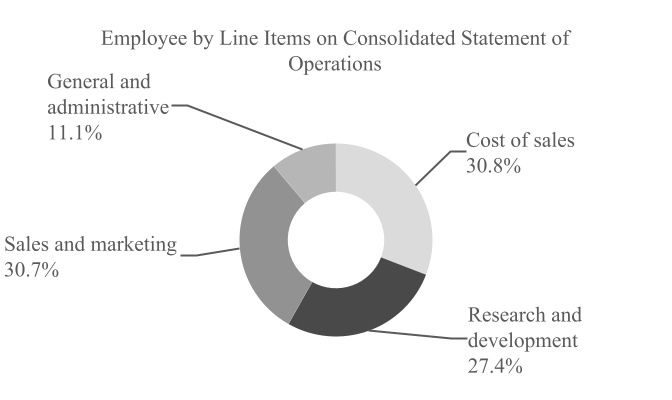 Employee by Line Items on Consolidated Statement of
Operations
General and
administrative
11.1%
Cost of sales
30.8%
Sales and marketing
30.7%
Research and
development
27.4%